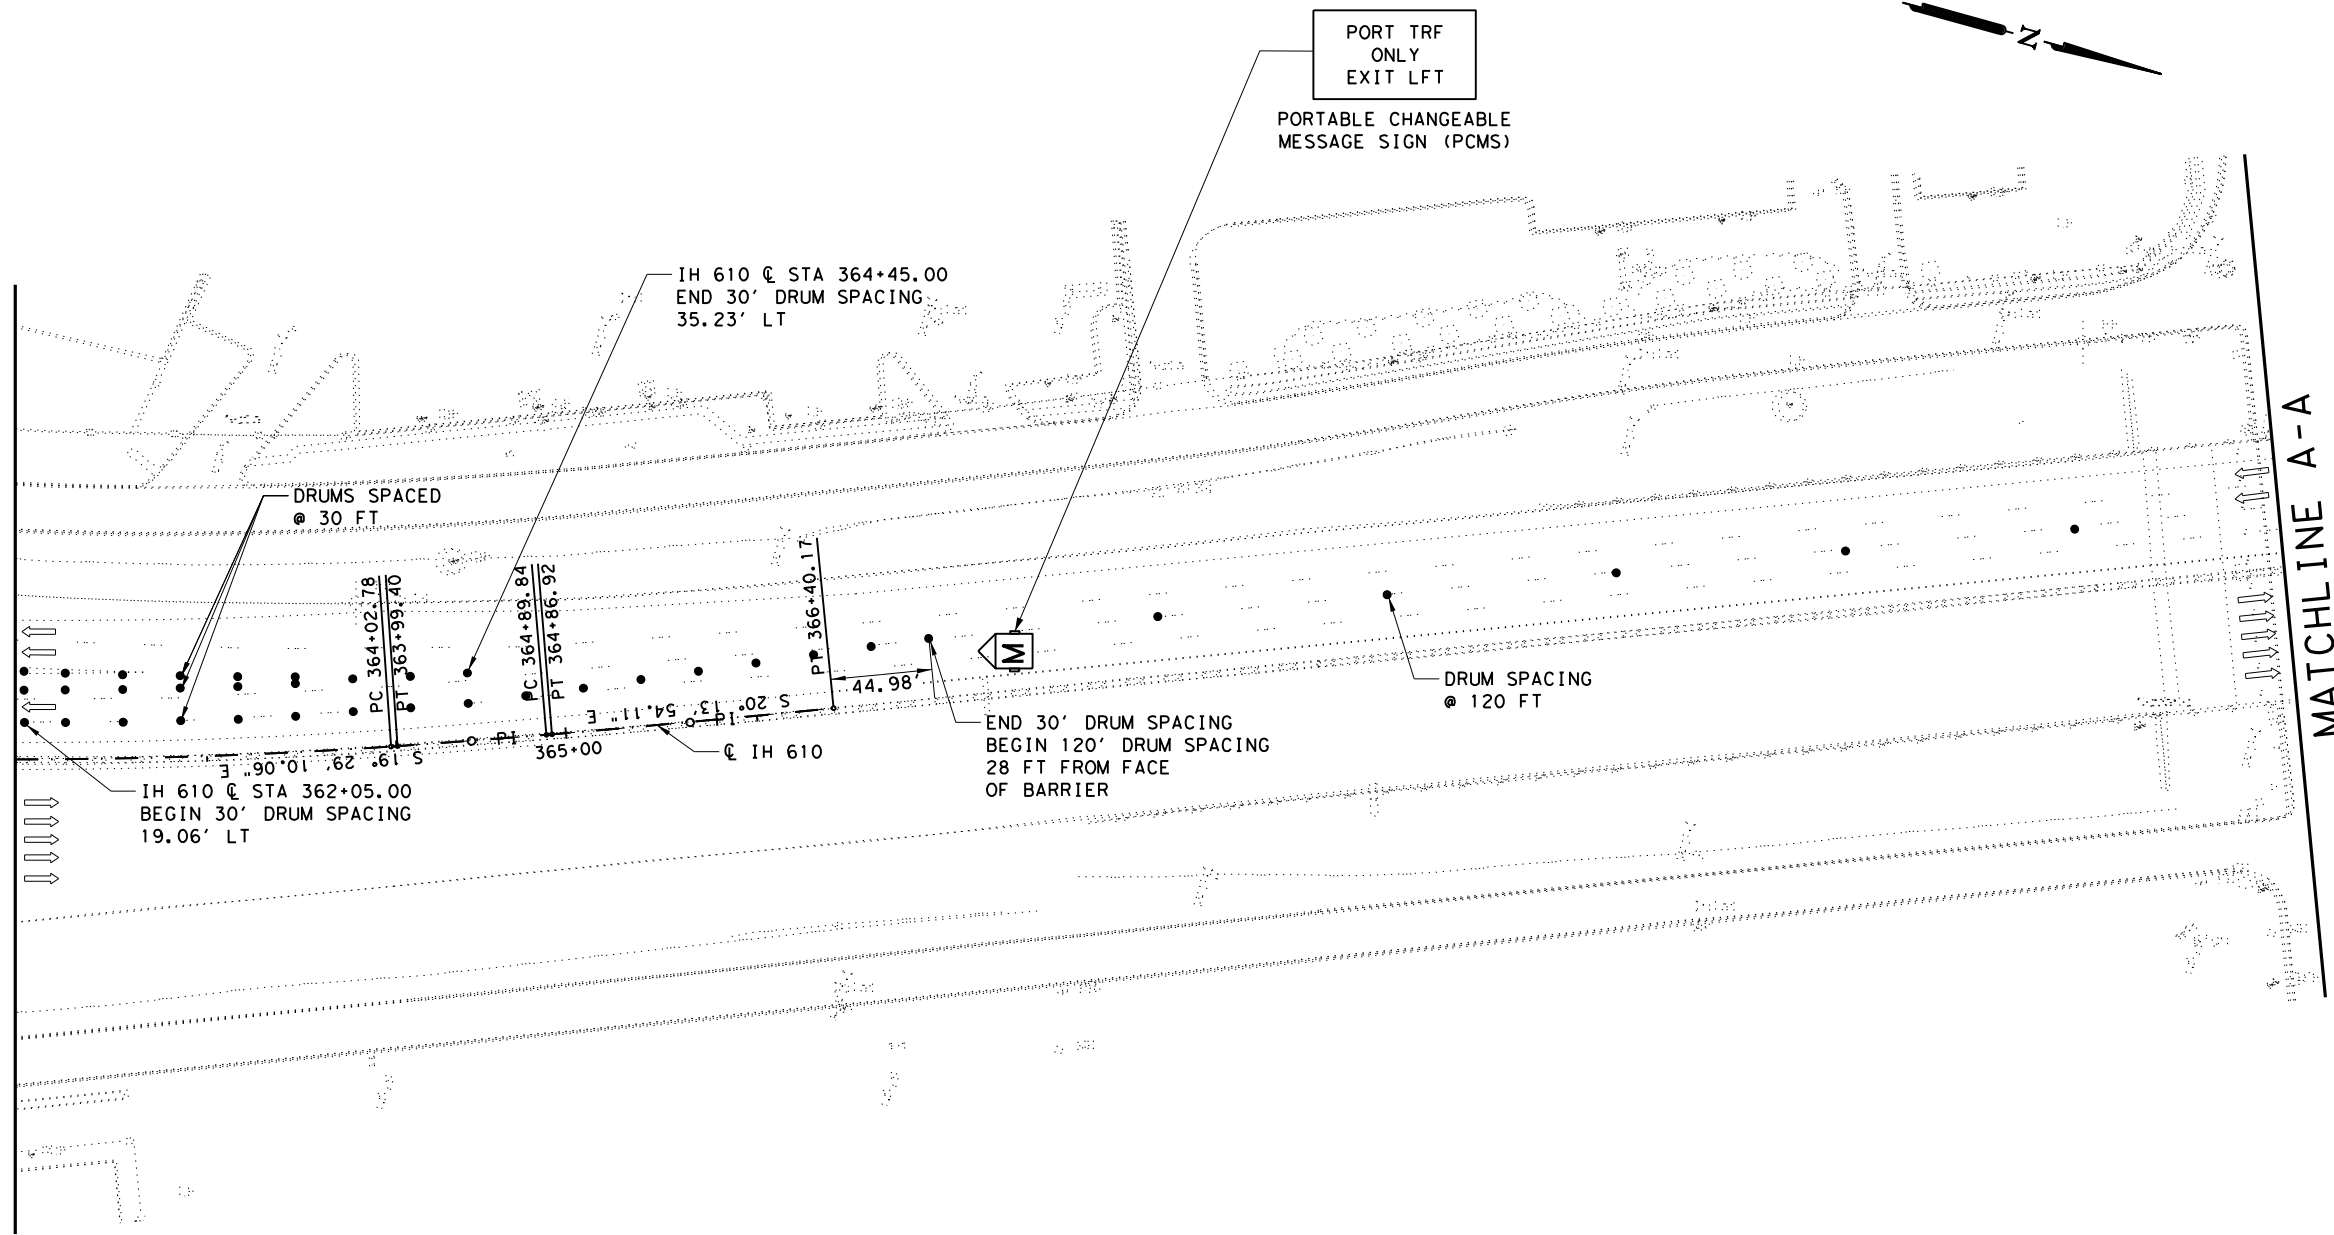 PORT TRF
ONLY
EXIT LFT
PORTABLE CHANGEABLE
MESSAGE SIGN (PCMS)
N
IH 610 ℄ STA 364+45.00
END 30' DRUM SPACING
35.23' LT
DRUMS SPACED
@ 30 FT
PC 364+02.78
PT 363+99.40
PC 364+89.84
PT 364+86.92
PT 366+40.17
M
44.98'
DRUM SPACING
@ 120 FT
S 20° 13' 54.11" E
PI
PI
365+00
℄ IH 610
S 19° 29' 10.06" E
END 30' DRUM SPACING
BEGIN 120' DRUM SPACING
28 FT FROM FACE
OF BARRIER
IH 610 ℄ STA 362+05.00
BEGIN 30' DRUM SPACING
19.06' LT
MATCHLINE A-A